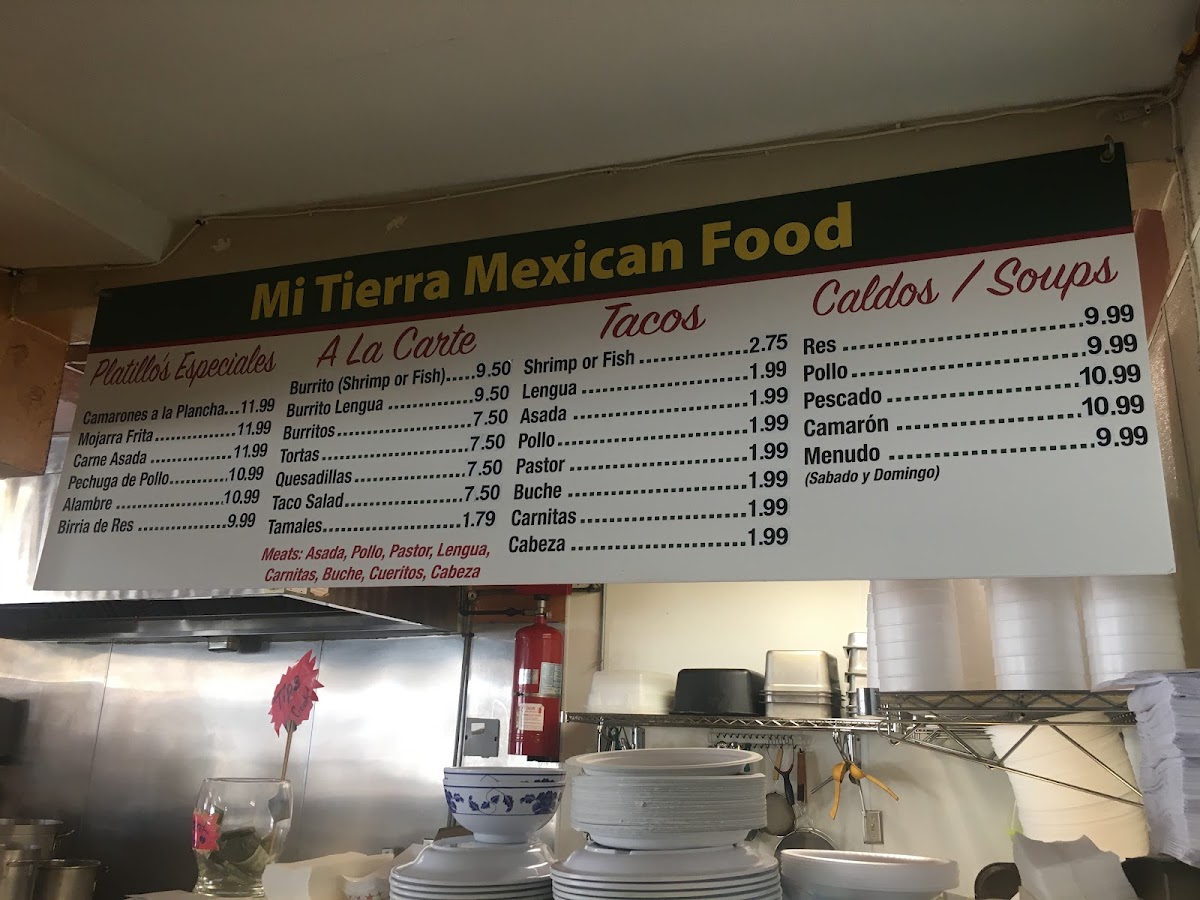 Mi Tierra Mexican Food
Platillo's Especiales
Camarones a la Plancha...11.99
Mojarra Frita................11.99
Carne Asada ................11.99
Pechuga de Pollo...........10.99
Alambre .....................10.99
Birria de Res .................9.99
A La Carte
Burrito (Shrimp or Fish)......9.50
Burrito Lengua ...............9.50
Burritos.........................7.50
Tortas ...........................7.50
Quesadillas....................7.50
Taco Salad.....................7.50
Tamales.........................1.79
Meats: Asada, Pollo, Pastor, Lengua,
Carnitas, Buche, Cueritos, Cabeza
Tacos
Shrimp or Fish ................2.75
Lengua .........................1.99
Asada ..........................1.99
Pollo............................1.99
Pastor ..........................1.99
Buche ..........................1.99
Carnitas ........................1.99
Cabeza .........................1.99
Caldos / Soups
Res .............................9.99
Pollo............................9.99
Pescado ......................10.99
Camarón ......................10.99
Menudo ........................9.99
(Sabado y Domingo)